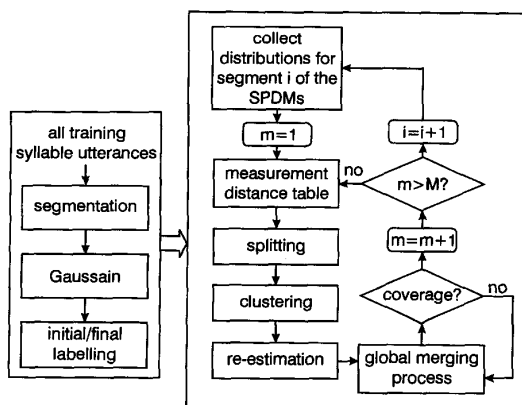 all training
syllable utterances
segmentation
Gaussain
initial/final
labelling
collect
distributions for
segment i of the
SPDMs
m=1
measurement
distance table
splitting
clustering
re-estimation
global merging
process
coverage?
no
m=m+1
m>M?
no
i=i+1